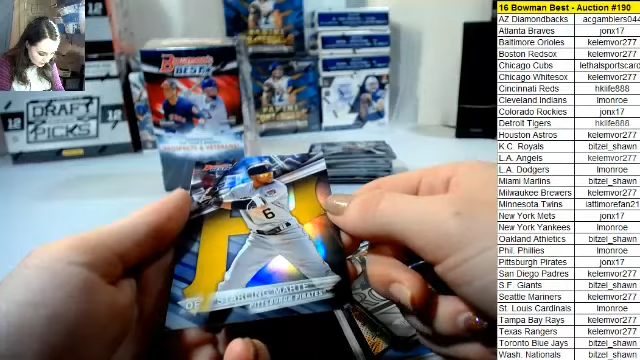 16 Bowman Best - Auction #190
AZ Diamondbacks acgamblers044
Atlanta Braves jonx17
Baltimore Orioles kelemvor277
Boston Redsox kelemvor277
Chicago Cubs lethalsportscard
Chicago Whitesox kelemvor277
Cincinnati Reds hklife888
Cleveland Indians lmonroe
Colorado Rockies jonx17
Detroit Tigers hklife888
Houston Astros kelemvor277
K.C. Royals bitzel_shawn
L.A. Angels kelemvor277
L.A. Dodgers lmonroe
Miami Marlins bitzel_shawn
Milwaukee Brewers kelemvor277
Minnesota Twins lattimorefan21
New York Mets jonx17
New York Yankees lmonroe
Oakland Athletics bitzel_shawn
Phil. Phillies lmonroe
Pittsburgh Pirates jonx17
San Diego Padres kelemvor277
S.F. Giants bitzel_shawn
Seattle Mariners kelemvor277
St. Louis Cardinals lmonroe
Tampa Bay Rays kelemvor277
Texas Rangers kelemvor277
Toronto Blue Jays bitzel_shawn
Wash. Nationals bitzel_shawn
BOWMAN'S
BEST
DRAFT
PICKS
6
OF
STARLING MARTE
PITTSBURGH PIRATES